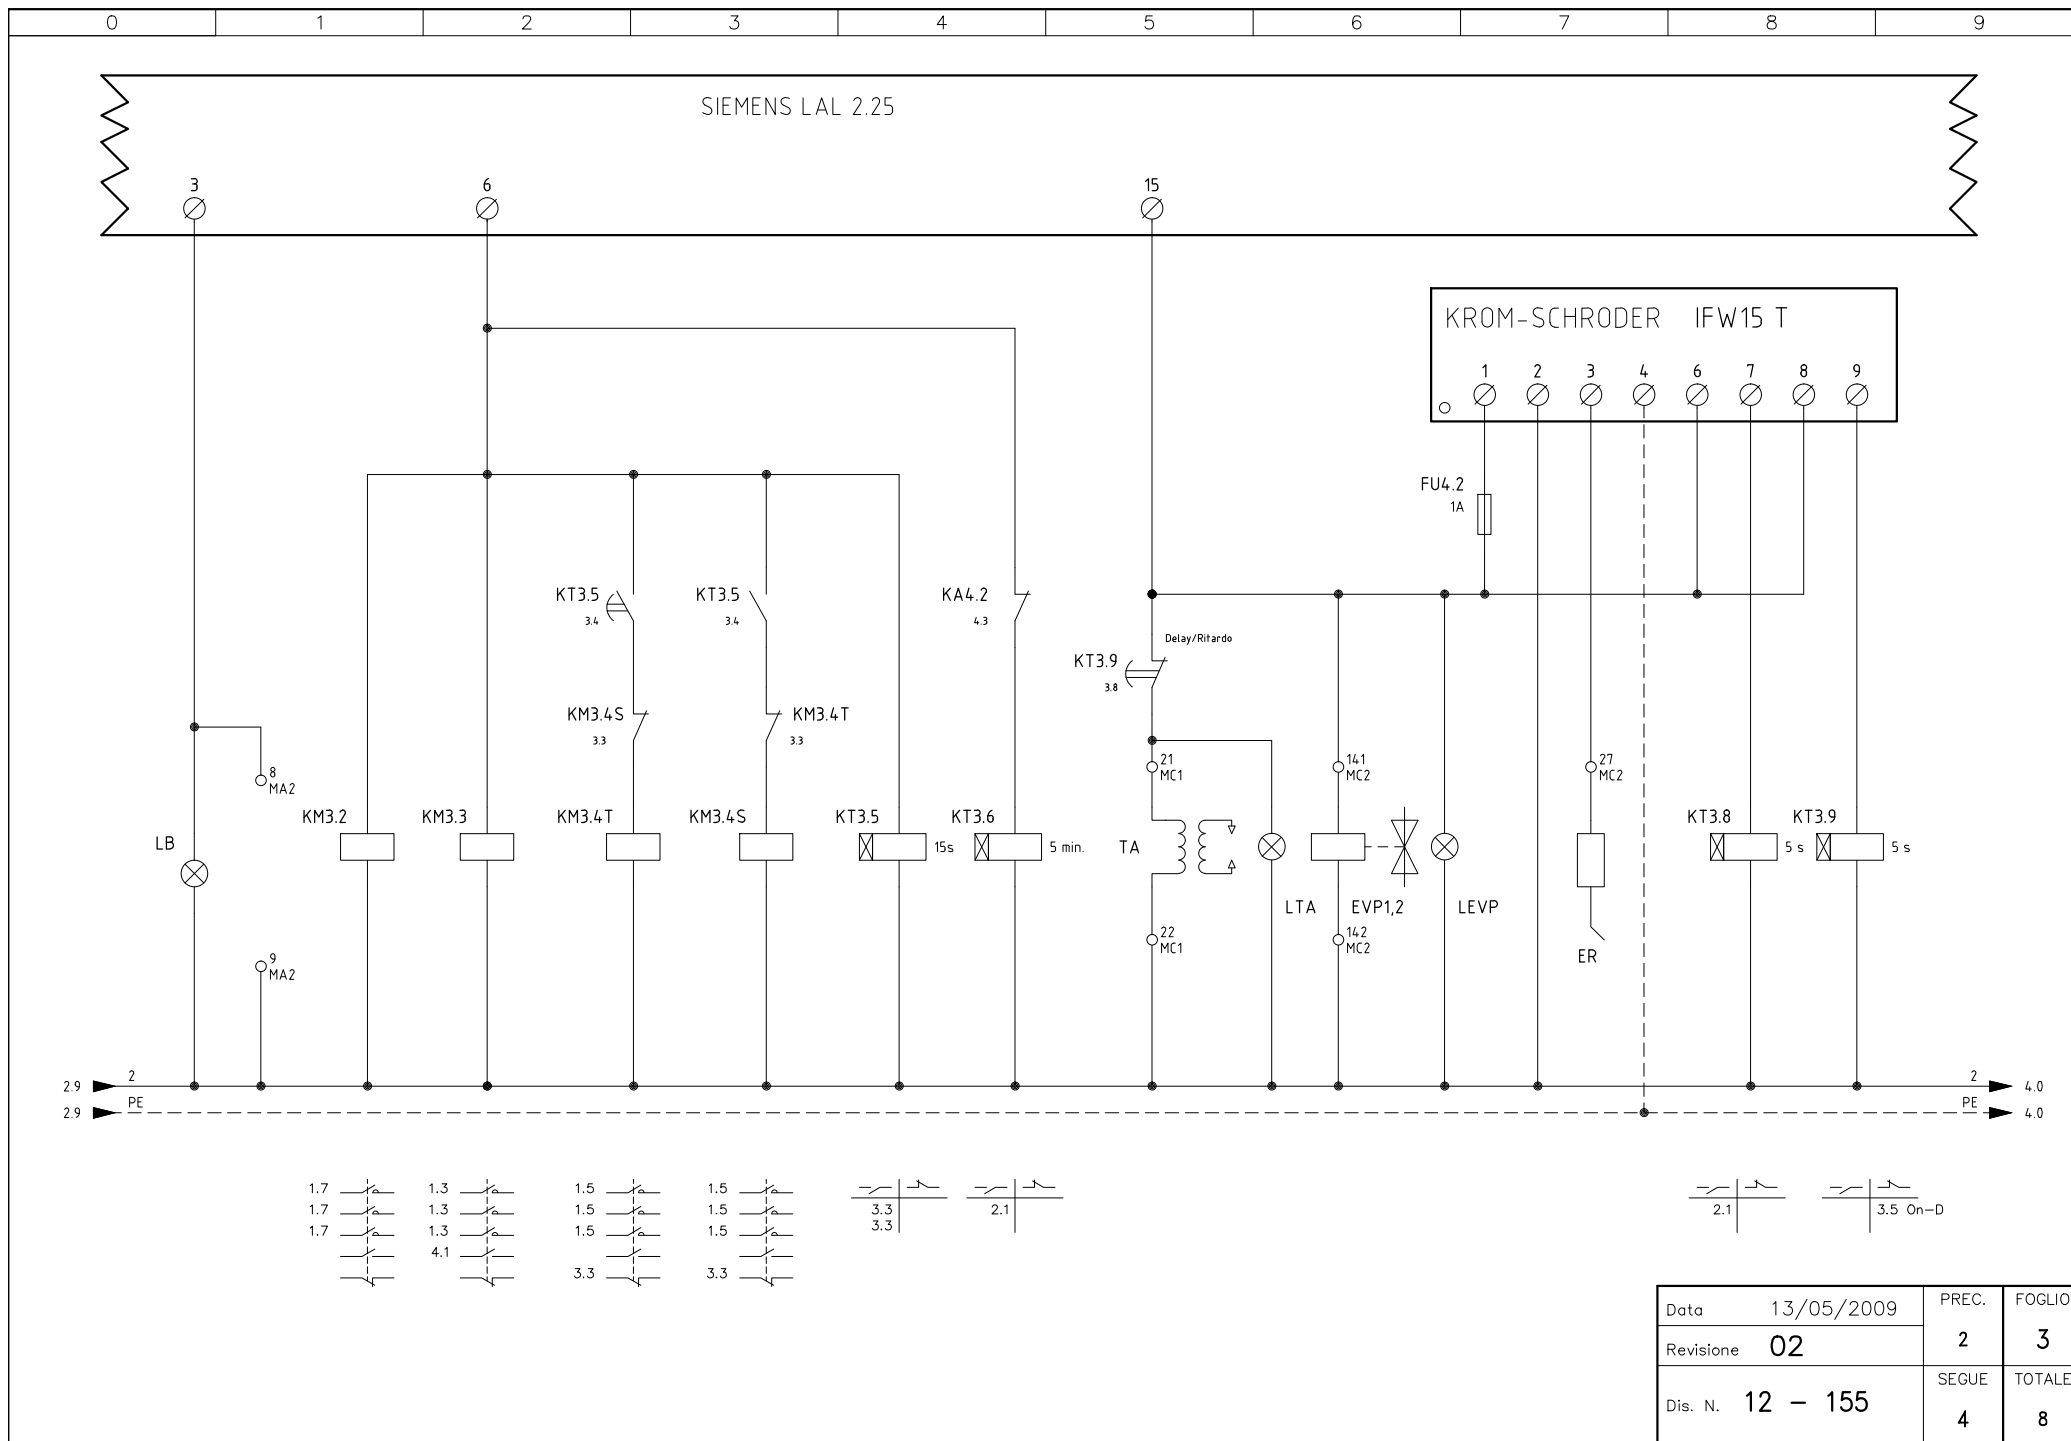 0 1 2 3 4 5 6 7 8 9
SIEMENS LAL 2.25
3 6 15
KROM-SCHRODER IFW15 T
1 2 3 4 6 7 8 9
FU4.2
1A
KT3.5 KT3.5 KA4.2
3.4 3.4 4.3
Delay/Ritardo
KT3.9
3.8
KM3.4S KM3.4T
3.3 3.3
8 21 141 27
MA2 MC1 MC2 MC2
KM3.2 KM3.3 KM3.4T KM3.4S KT3.5 KT3.6 KT3.8 KT3.9
LB 15s 5 min. TA 5 s 5 s
LTA EVP1,2 LEVP
22 142
MC1 MC2
ER
9
MA2
2.9 2 2 4.0
2.9 PE PE 4.0
1.7 1.3 1.5 1.5
1.7 1.3 1.5 1.5 3.3 2.1 2.1 3.5 On-D
3.3
1.7 1.3 1.5 1.5
4.1
3.3 3.3
Data 13/05/2009 PREC. FOGLIO
Revisione 02 2 3
SEGUE TOTALE
Dis. N. 12 - 155
4 8